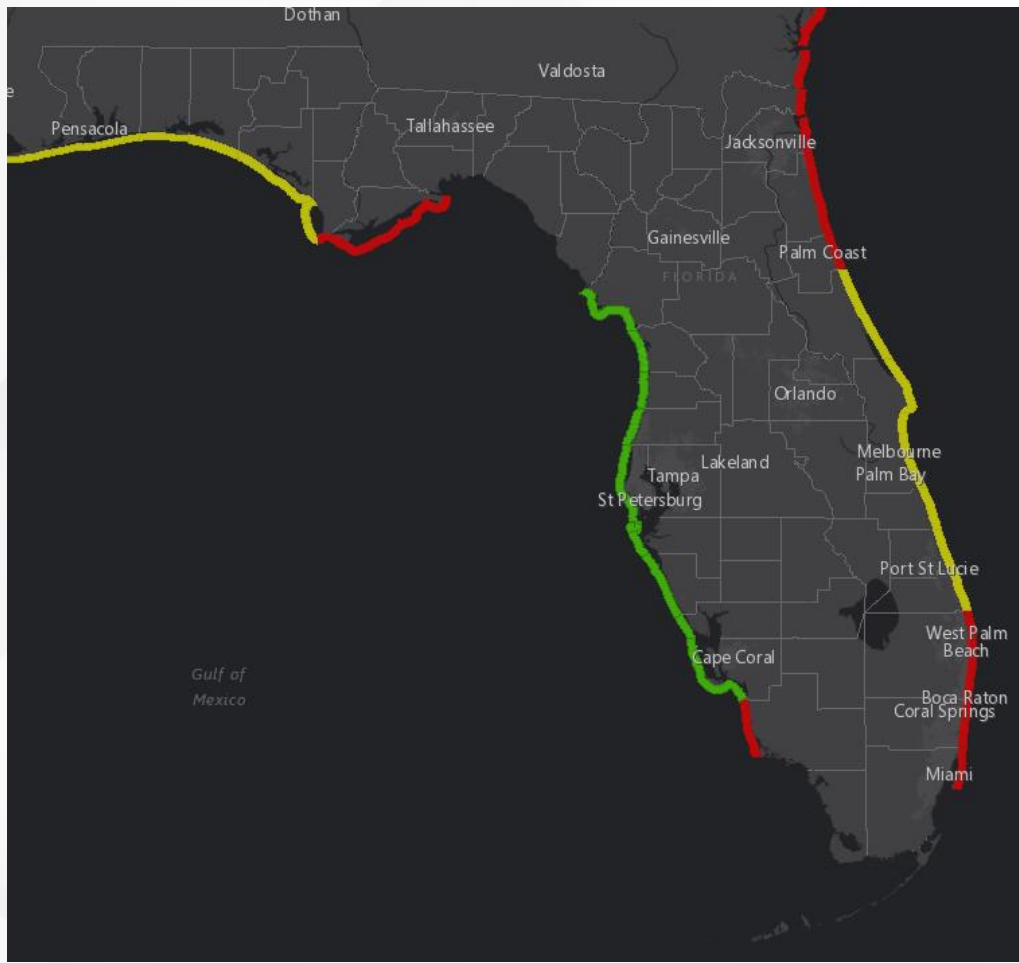 Dothan
Valdosta
e
Pensacola
Tallahassee
Jacksonville
Gainesville
Palm Coast
FLORIDA
Orlando
Melbourne
Lakeland
Tampa
Palm Bay
St Petersburg
Port St Lucie
West Palm
Beach
Cape Coral
Gulf of
Mexico
Boca Raton
Coral Springs
Miami